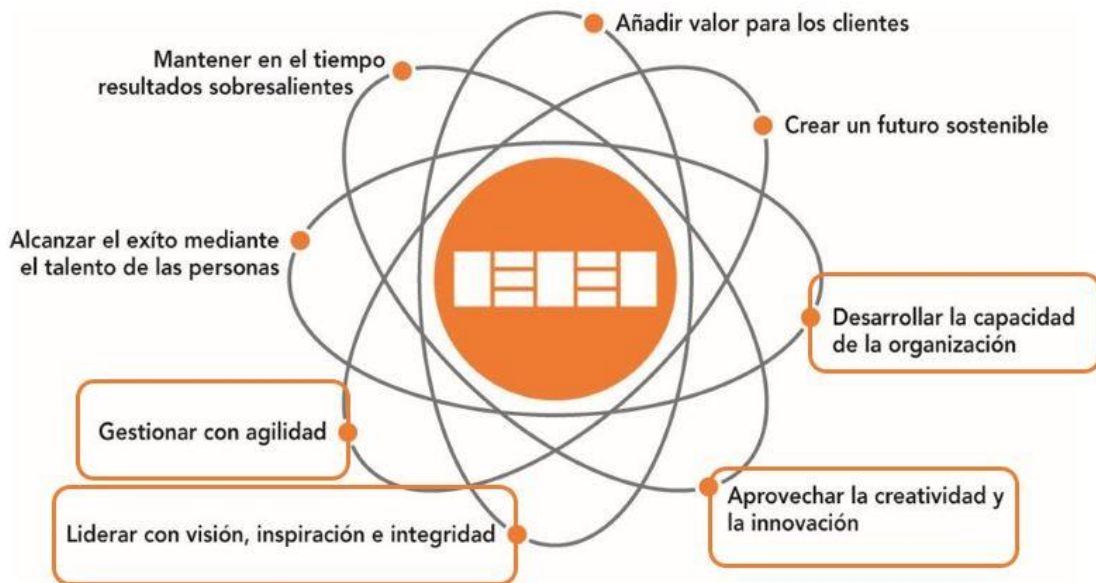 Añadir valor para los clientes
Mantener en el tiempo
resultados sobresalientes
Crear un futuro sostenible
Alcanzar el exíto mediante
el talento de las personas
Desarrollar la capacidad
de la organización
Gestionar con agilidad
Aprovechar la creatividad y
la innovación
Liderar con visión, inspiración e integridad